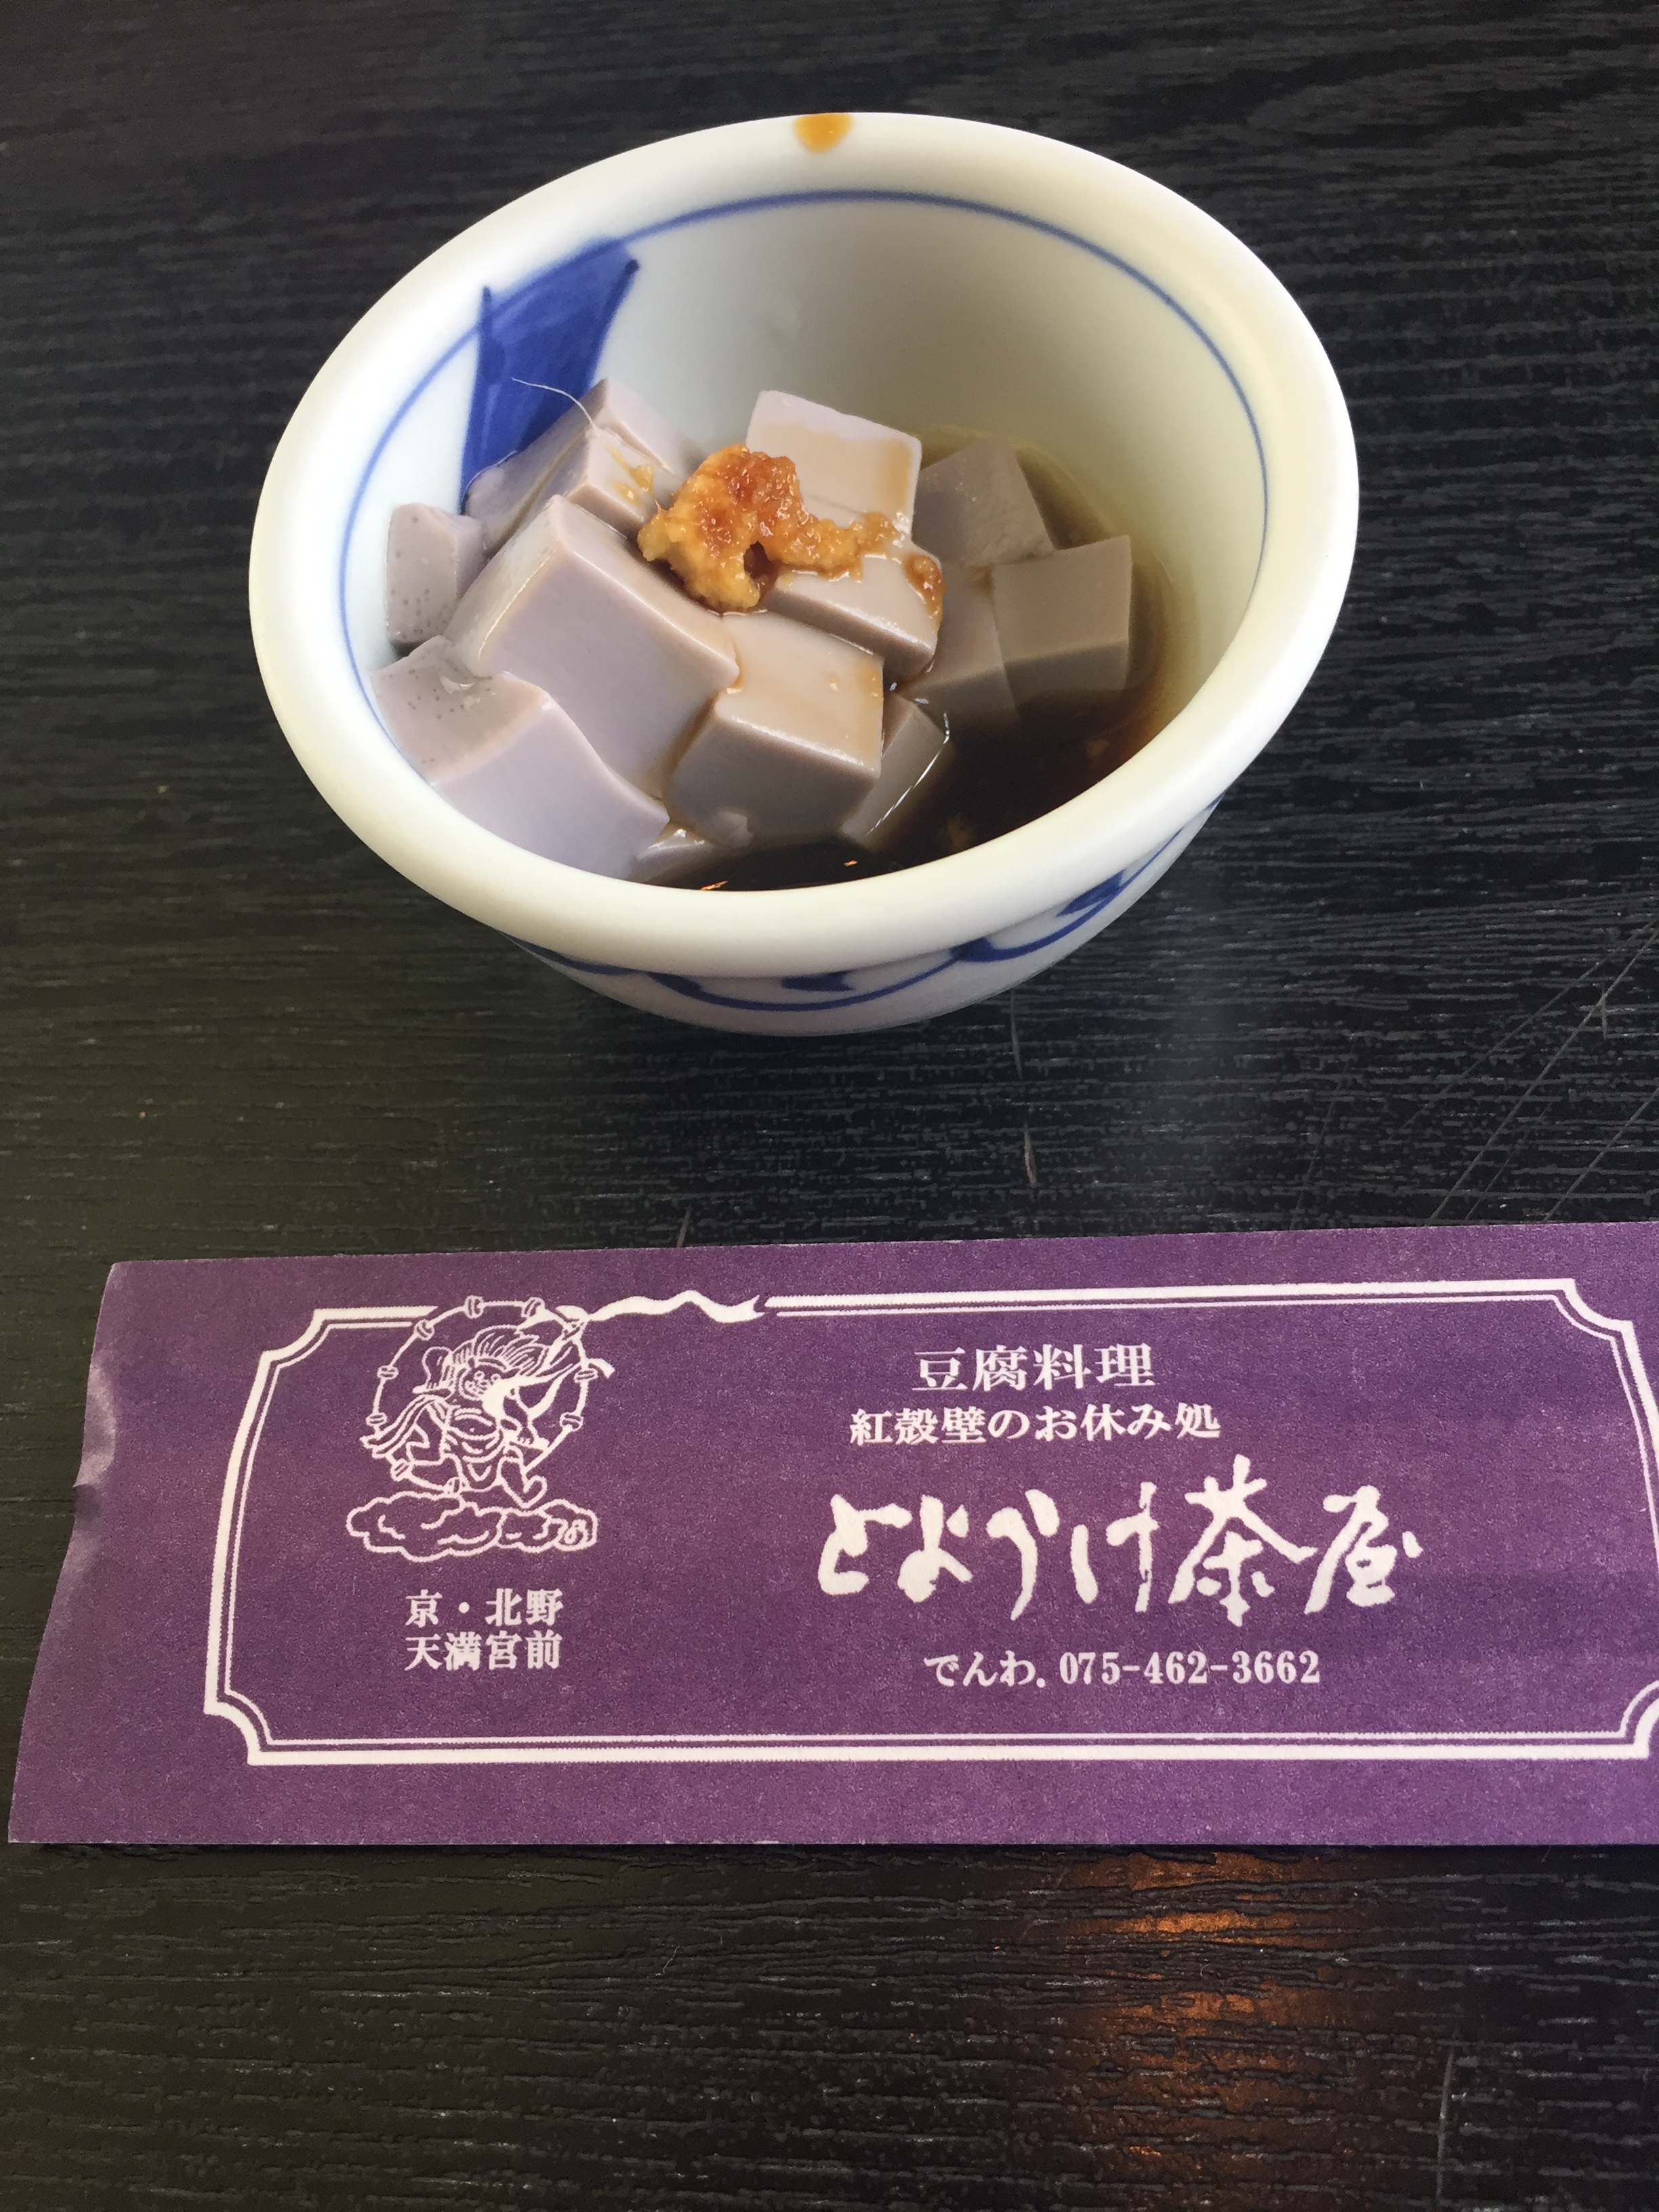 豆腐料理
紅殻壁のお休み処
とようけ茶屋
でんわ.075-462-3662
京・北野
天満宮前